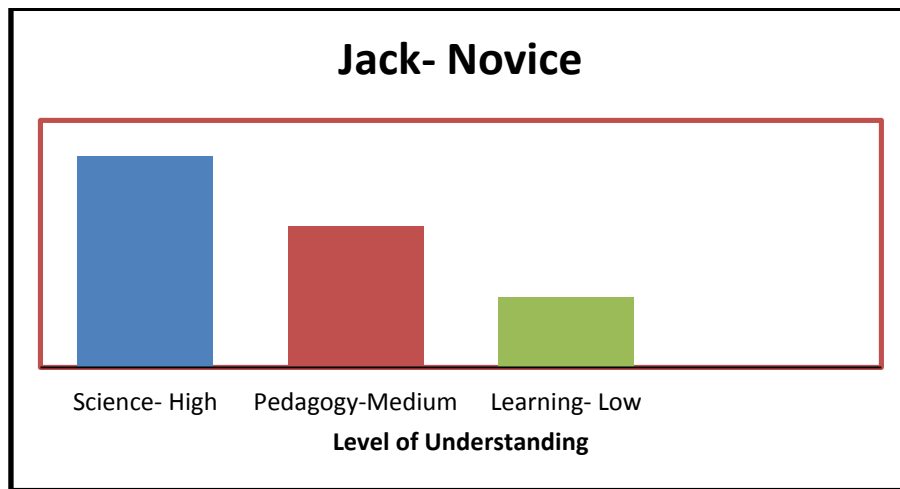 Jack- Novice
Science- High Pedagogy-Medium Learning- Low
Level of Understanding